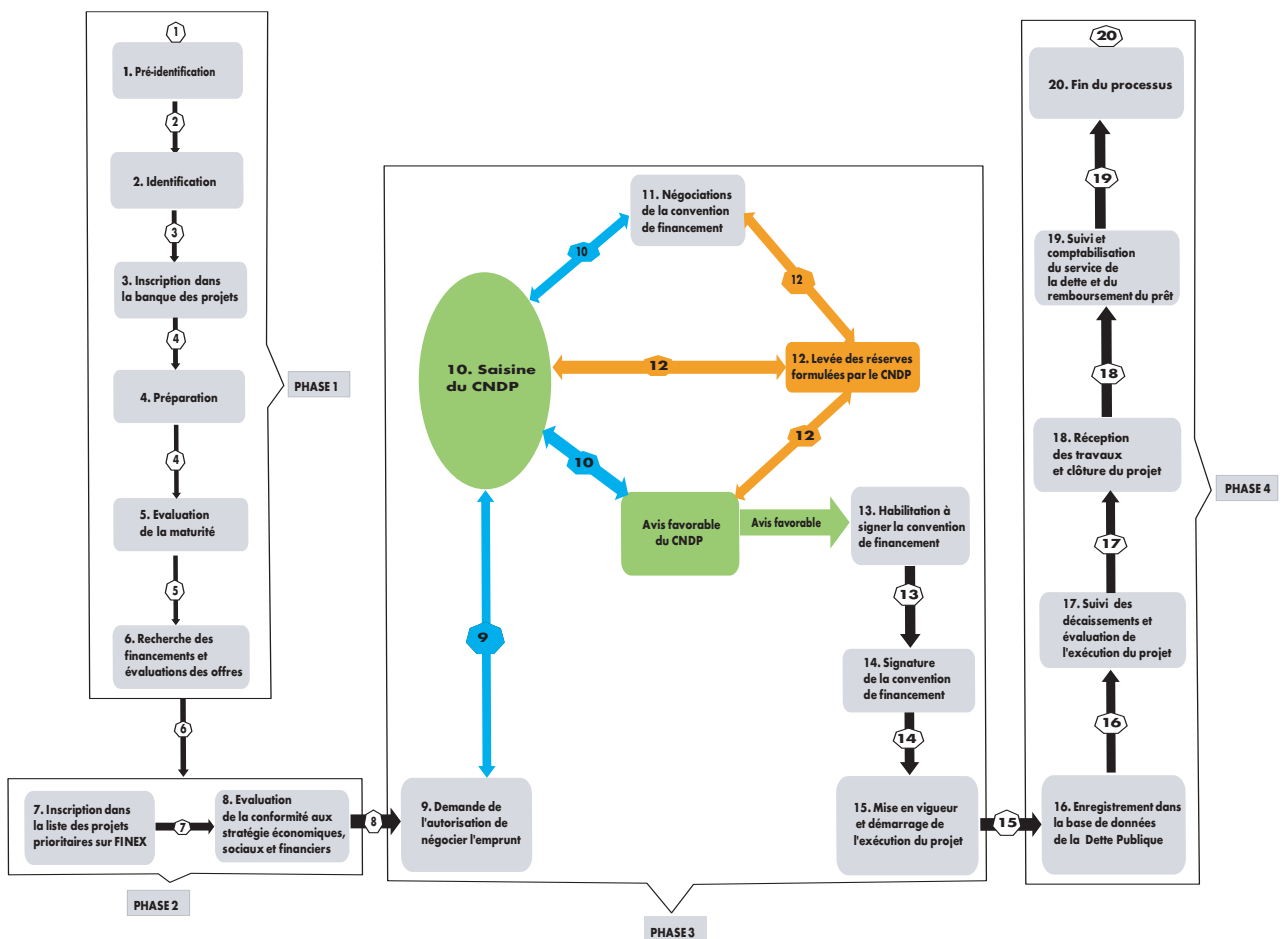 1
1. Pré-identification
2
2. Identification
3
3. Inscription dans
la banque des projets
4
4. Préparation
4
5. Evaluation
de la maturité
5
6. Recherche des
financements et
évaluations des offres
PHASE 1
6
7. Inscription dans
la liste des projets
prioritaires sur FINEX
7
8. Evaluation
de la conformité aux
stratégie économiques,
sociaux et financiers
PHASE 2
8
9. Demande de
l'autorisation de
négocier l'emprunt
9
10. Saisine
du CNDP
10
11. Négociations
de la convention
de financement
12
12
12. Levée des réserves
formulées par le CNDP
12
10
Avis favorable
du CNDP
Avis favorable
13. Habilitation à
signer la convention
de financement
13
14. Signature
de la convention
de financement
14
15. Mise en vigueur
et démarrage de
l'exécution du projet
PHASE 3
15
16. Enregistrement dans
la base de données
de la Dette Publique
16
17. Suivi des
décaissements et
évaluation de
l'exécution du projet
17
18. Réception
des travaux
et clôture du projet
18
19. Suivi et
comptabilisation
du service de
la dette et du
remboursement du prêt
19
20. Fin du processus
20
PHASE 4